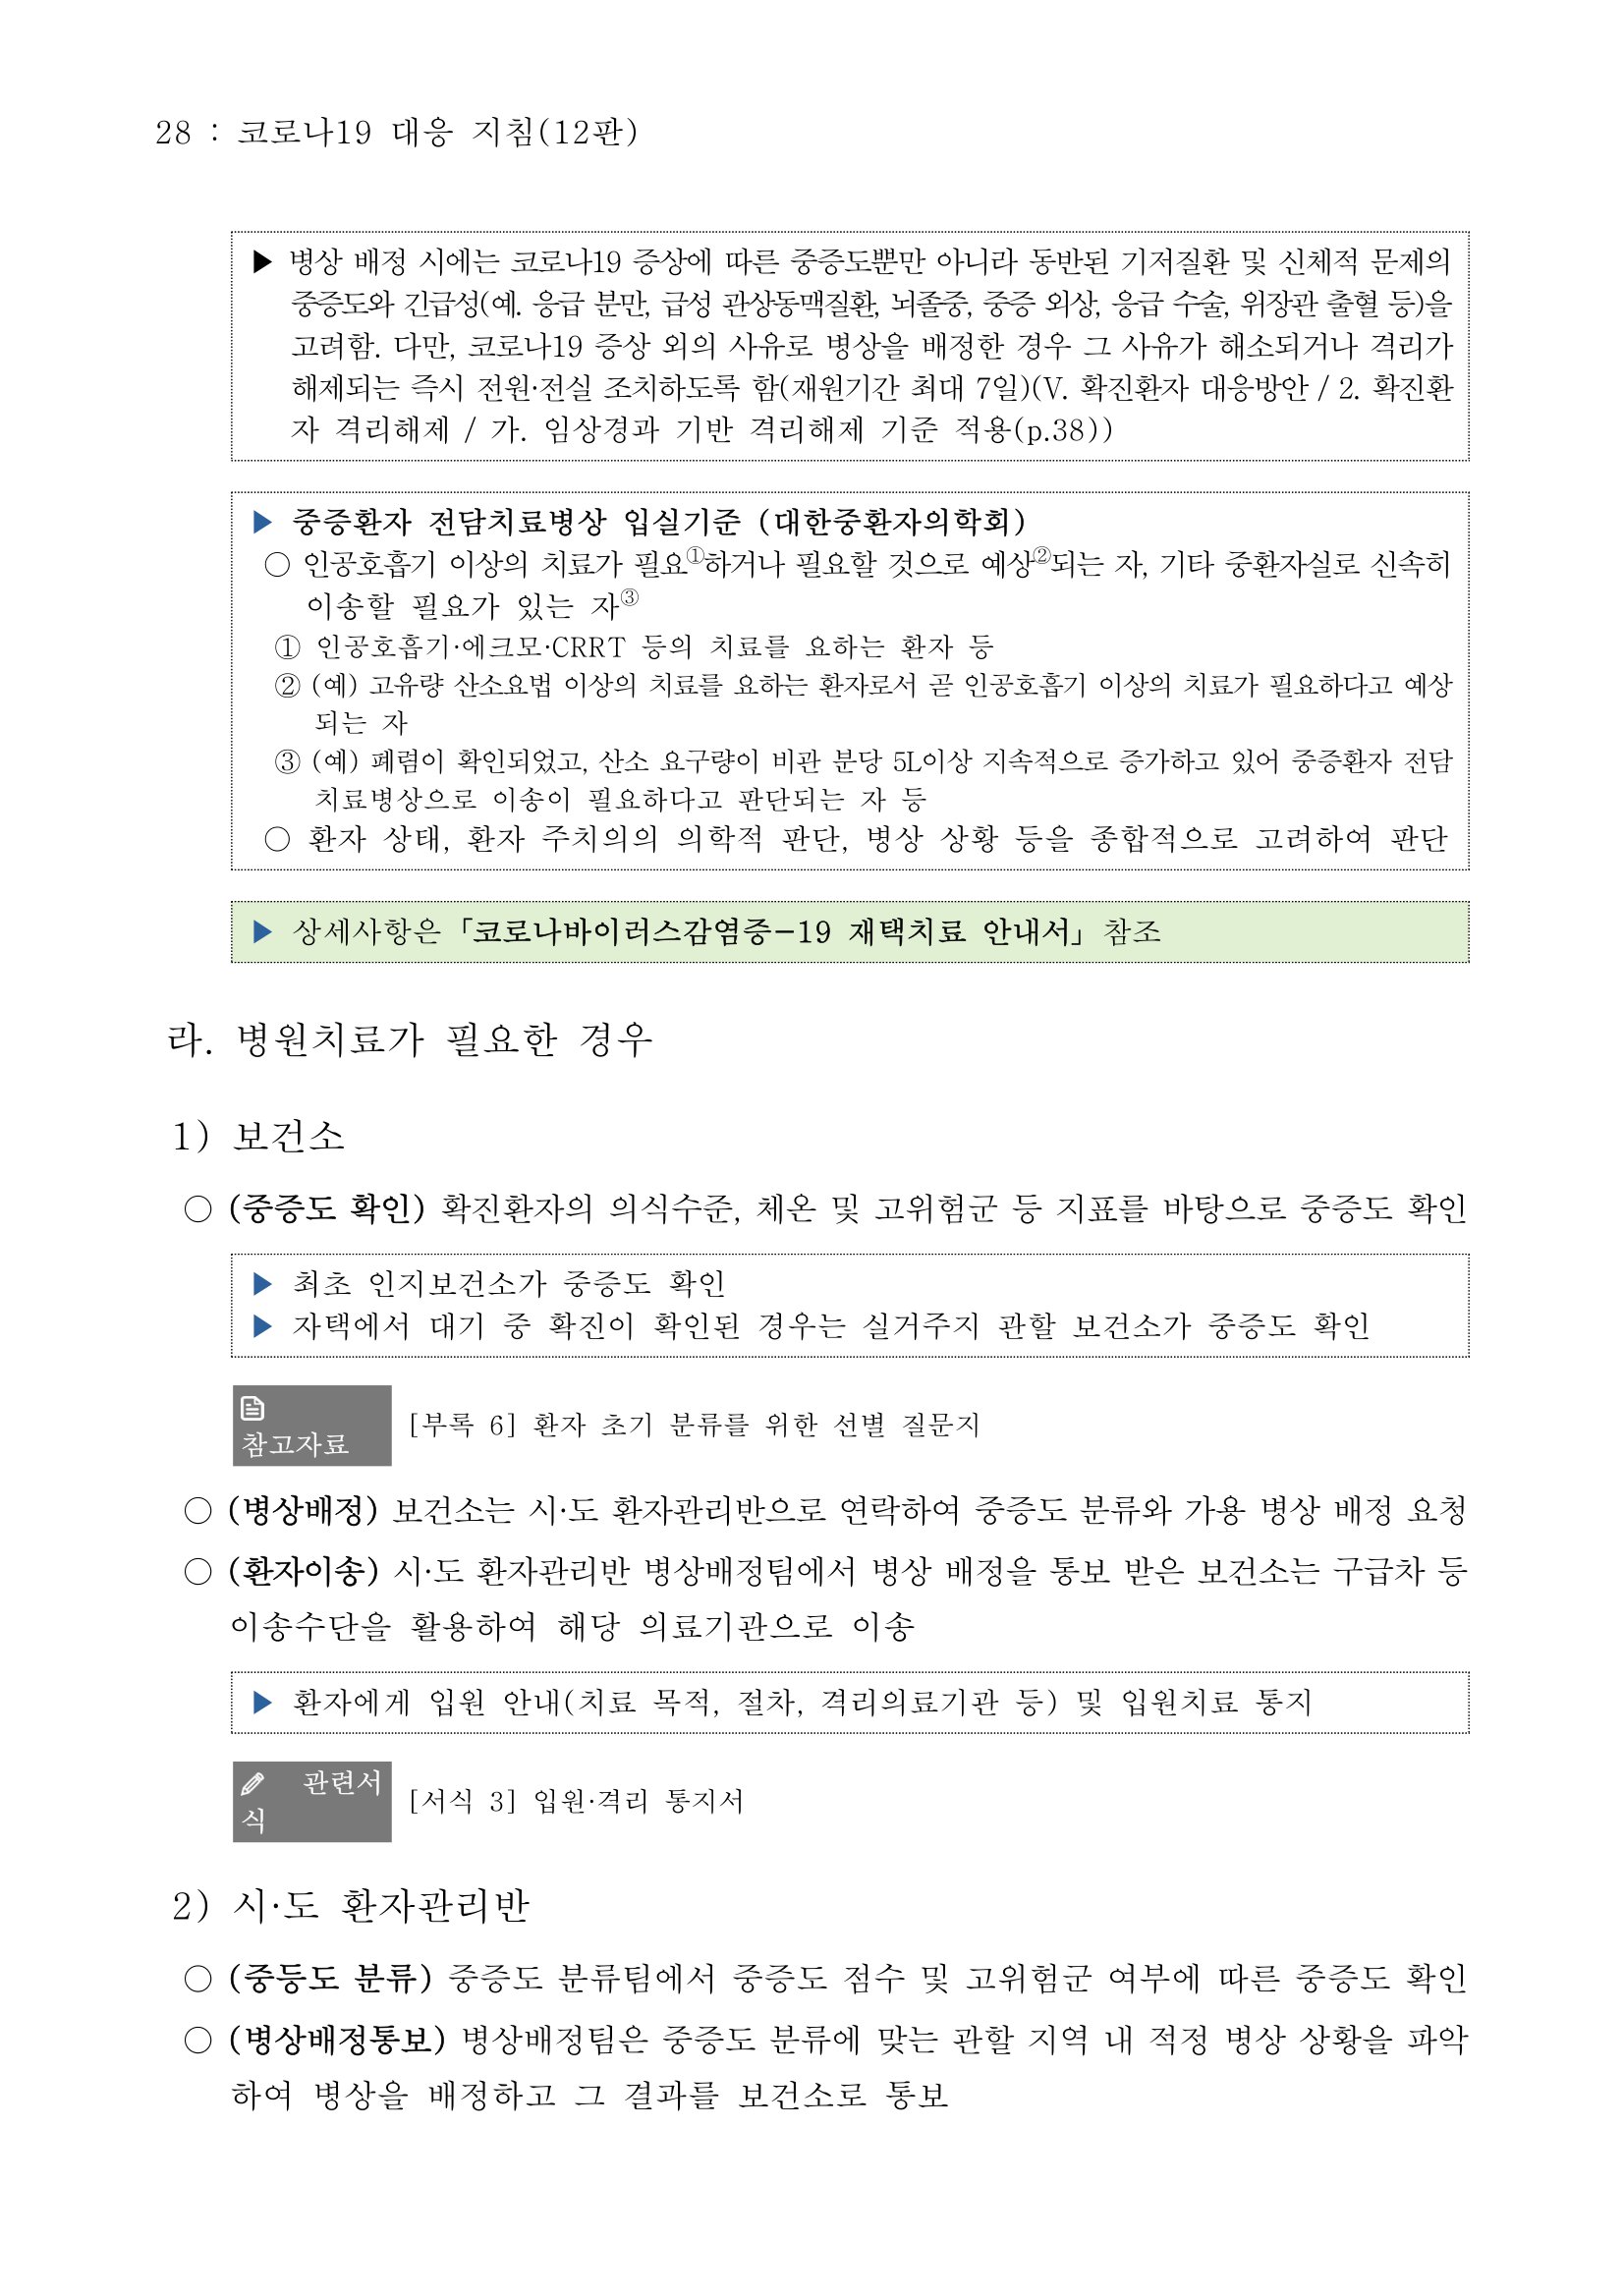 28 : 코로나19 대응 지침(12판)
▶ 병상 배정 시에는 코로나19 증상에 따른 중증도뿐만 아니라 동반된 기저질환 및 신체적 문제의
중증도와 긴급성(예. 응급 분만, 급성 관상동맥질환, 뇌졸중, 중증 외상, 응급 수술, 위장관 출혈 등)을
고려함. 다만, 코로나19 증상 외의 사유로 병상을 배정한 경우 그 사유가 해소되거나 격리가
해제되는 즉시 전원·전실 조치하도록 함(재원기간 최대 7일)(V. 확진환자 대응방안 / 2. 확진환
자 격리해제 / 가. 임상경과 기반 격리해제 기준 적용(p.38))
▶ 중증환자 전담치료병상 입실기준 (대한중환자의학회)
○ 인공호흡기 이상의 치료가 필요①하거나 필요할 것으로 예상②되는 자, 기타 중환자실로 신속히
이송할 필요가 있는 자③
① 인공호흡기·에크모·CRRT 등의 치료를 요하는 환자 등
② (예) 고유량 산소요법 이상의 치료를 요하는 환자로서 곧 인공호흡기 이상의 치료가 필요하다고 예상
되는 자
③ (예) 폐렴이 확인되었고, 산소 요구량이 비관 분당 5L이상 지속적으로 증가하고 있어 중증환자 전담
치료병상으로 이송이 필요하다고 판단되는 자 등
○ 환자 상태, 환자 주치의의 의학적 판단, 병상 상황 등을 종합적으로 고려하여 판단
▶ 상세사항은「코로나바이러스감염증-19 재택치료 안내서」참조
라. 병원치료가 필요한 경우
1) 보건소
○ (중증도 확인) 확진환자의 의식수준, 체온 및 고위험군 등 지표를 바탕으로 중증도 확인
▶ 최초 인지보건소가 중증도 확인
▶ 자택에서 대기 중 확진이 확인된 경우는 실거주지 관할 보건소가 중증도 확인
참고자료 [부록 6] 환자 초기 분류를 위한 선별 질문지
○ (병상배정) 보건소는 시·도 환자관리반으로 연락하여 중증도 분류와 가용 병상 배정 요청
○ (환자이송) 시·도 환자관리반 병상배정팀에서 병상 배정을 통보 받은 보건소는 구급차 등
이송수단을 활용하여 해당 의료기관으로 이송
▶ 환자에게 입원 안내(치료 목적, 절차, 격리의료기관 등) 및 입원치료 통지
관련서
식
[서식 3] 입원·격리 통지서
2) 시·도 환자관리반
○ (중등도 분류) 중증도 분류팀에서 중증도 점수 및 고위험군 여부에 따른 중증도 확인
○ (병상배정통보) 병상배정팀은 중증도 분류에 맞는 관할 지역 내 적정 병상 상황을 파악
하여 병상을 배정하고 그 결과를 보건소로 통보